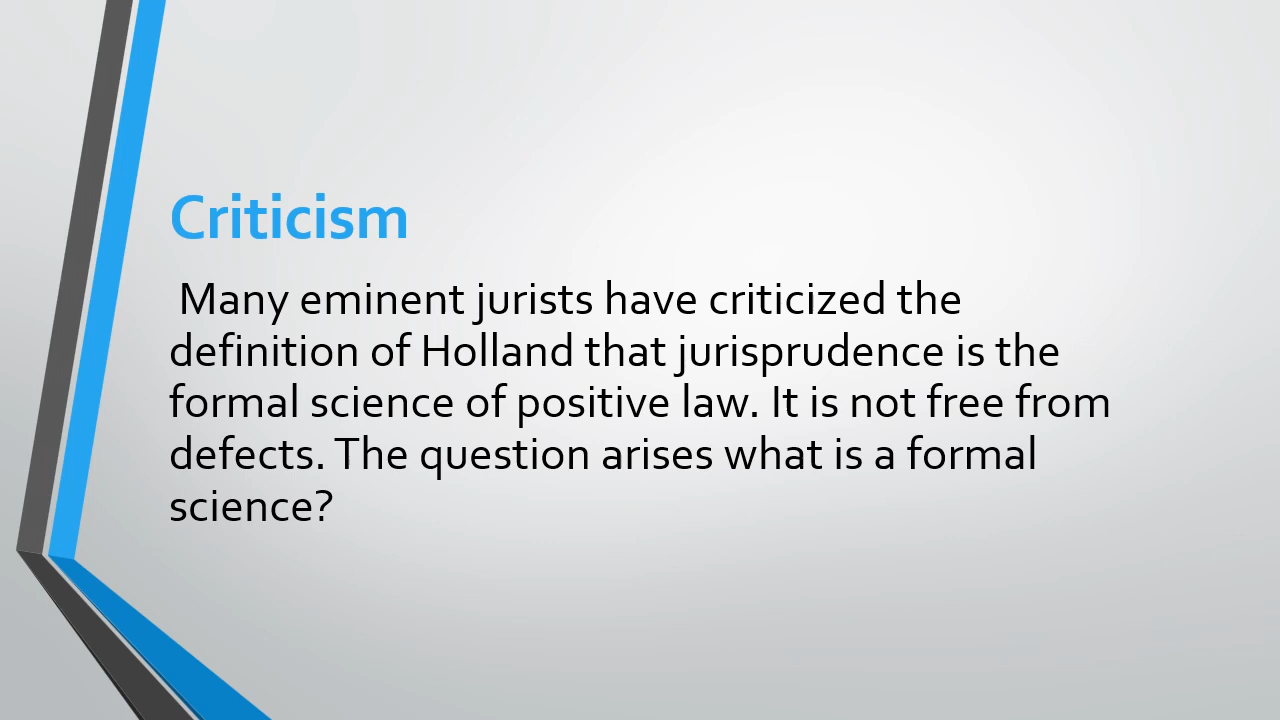 Criticism
Many eminent jurists have criticized the
definition of Holland that jurisprudence is the
formal science of positive law. It is not free from
defects. The question arises what is a formal
science?